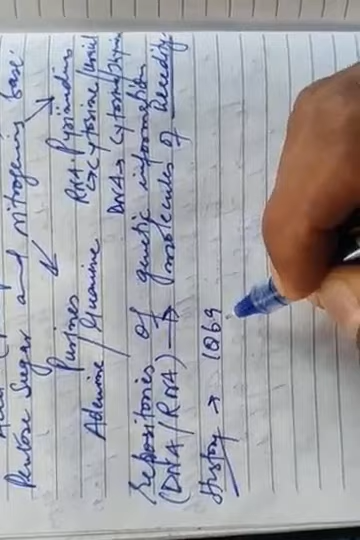 Pentose Sugar and nitrogenous base
Purines RNA Pyrimidines
Adenine/Guanine → cytosine/Uracil
DNA → cytosine/Thymine
Repositories of genetic information
(DNA/RNA) → molecules of heredity
History → 1869